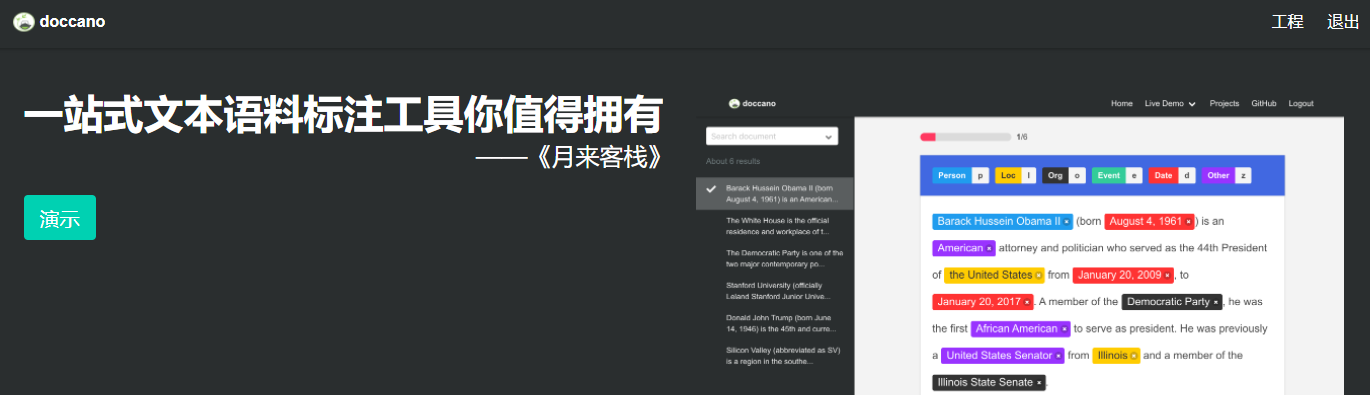 doccano
工程 退出
一站式文本语料标注工具你值得拥有
——《月来客栈》
演示
doccano
Home Live Demo Projects GitHub Logout
Search document
About 6 results
Barack Hussein Obama II (born
August 4, 1961) is an American...
The White House is the official
residence and workplace of t...
The Democratic Party is one of the
two major contemporary po...
Stanford University (officially
Leland Stanford Junior Unive...
Donald John Trump (born June
14, 1946) is the 45th and curre...
Silicon Valley (abbreviated as SV)
is a region in the southe...
1/6
Person p Loc l Org o Event e Date d Other z
Barack Hussein Obama II × (born August 4, 1961 ×) is an
American × attorney and politician who served as the 44th President
of the United States × from January 20, 2009 ×, to
January 20, 2017 ×. A member of the Democratic Party ×, he was
the first African American × to serve as president. He was previously
a United States Senator × from Illinois × and a member of the
Illinois State Senate ×.